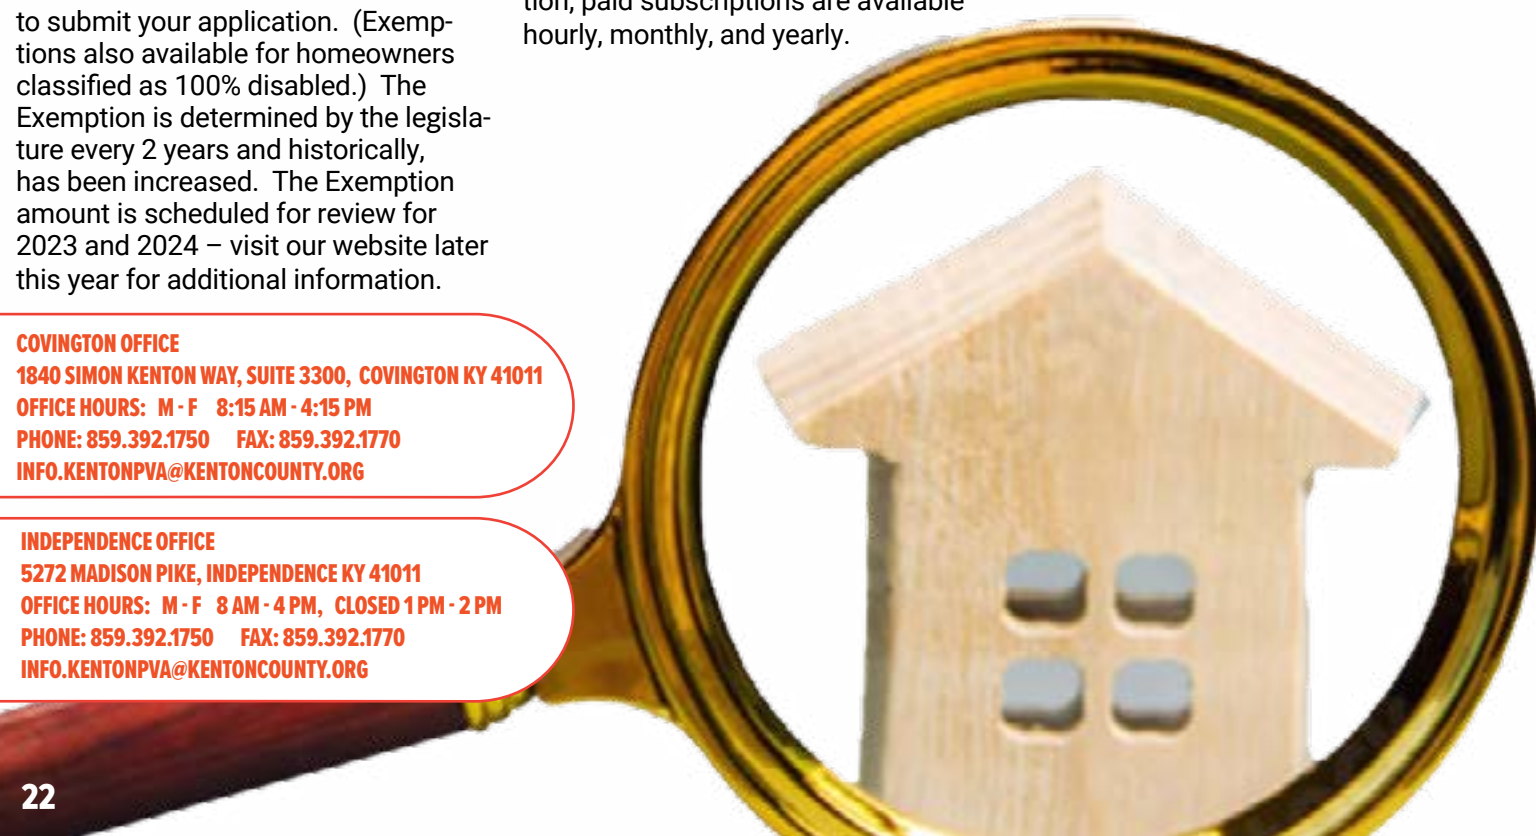 to submit your application.  (Exemp-
tions also available for homeowners
classified as 100% disabled.)  The
Exemption is determined by the legisla-
ture every 2 years and historically,
has been increased.  The Exemption
amount is scheduled for review for
2023 and 2024 – visit our website later
this year for additional information.
tion, paid subscriptions are available
hourly, monthly, and yearly.
COVINGTON OFFICE
1840 SIMON KENTON WAY, SUITE 3300,  COVINGTON KY 41011
OFFICE HOURS:   M - F    8:15 AM - 4:15 PM
PHONE: 859.392.1750     FAX: 859.392.1770
INFO.KENTONPVA@KENTONCOUNTY.ORG
INDEPENDENCE OFFICE
5272 MADISON PIKE, INDEPENDENCE KY 41011
OFFICE HOURS:   M - F    8 AM - 4 PM,   CLOSED 1 PM - 2 PM
PHONE: 859.392.1750     FAX: 859.392.1770
INFO.KENTONPVA@KENTONCOUNTY.ORG
22